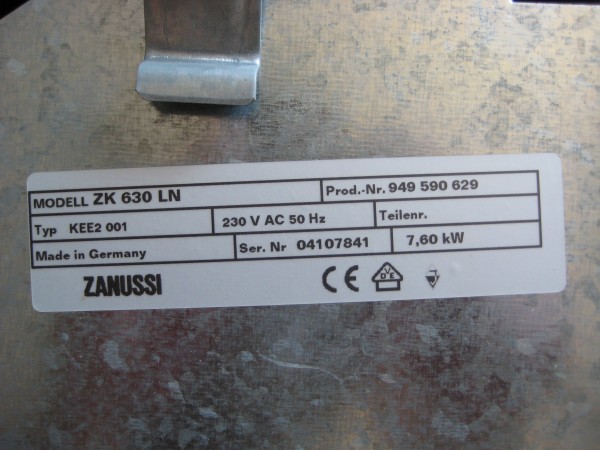 MODELL ZK 630 LN Prod.-Nr. 949 590 629
Typ KEE2 001 230 V AC 50 Hz Teilenr.
Made in Germany Ser. Nr 04107841 7,60 kW
ZANUSSI CE VDE